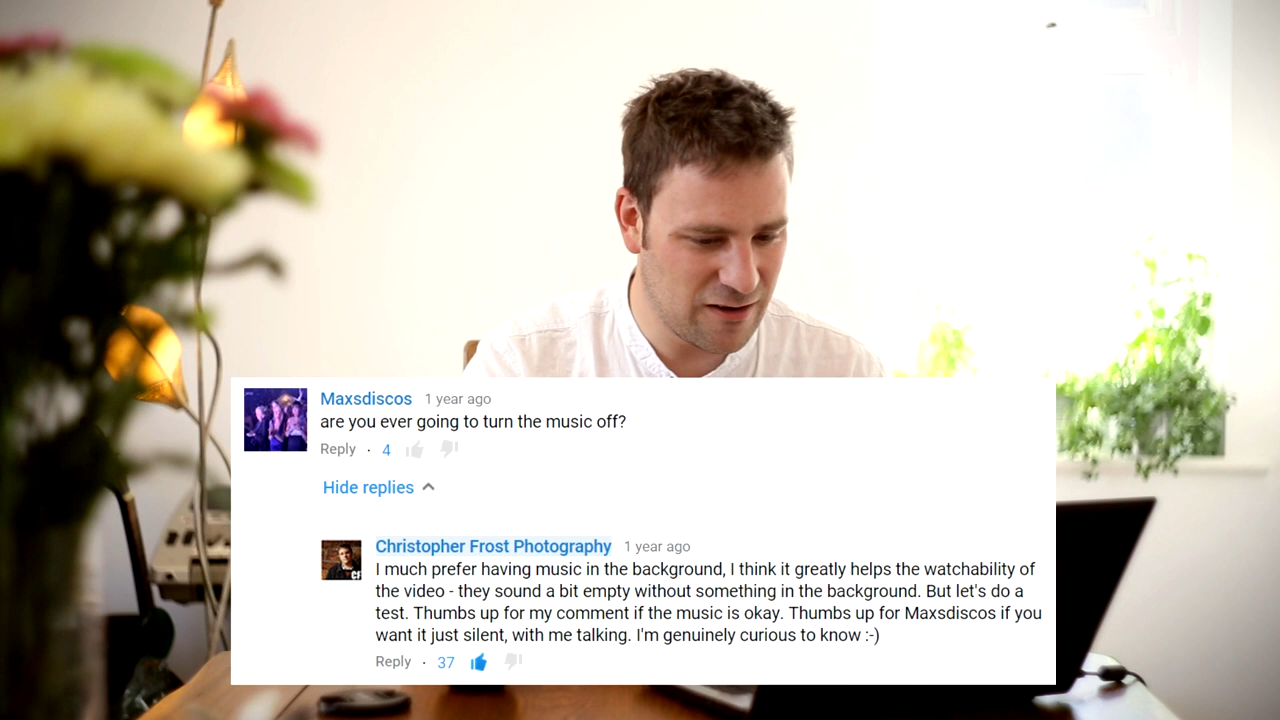 Maxsdiscos 1 year ago
are you ever going to turn the music off?
Reply · 4
Hide replies
Christopher Frost Photography 1 year ago
I much prefer having music in the background, I think it greatly helps the watchability of
the video - they sound a bit empty without something in the background. But let's do a
test. Thumbs up for my comment if the music is okay. Thumbs up for Maxsdiscos if you
want it just silent, with me talking. I'm genuinely curious to know :-)
Reply · 37